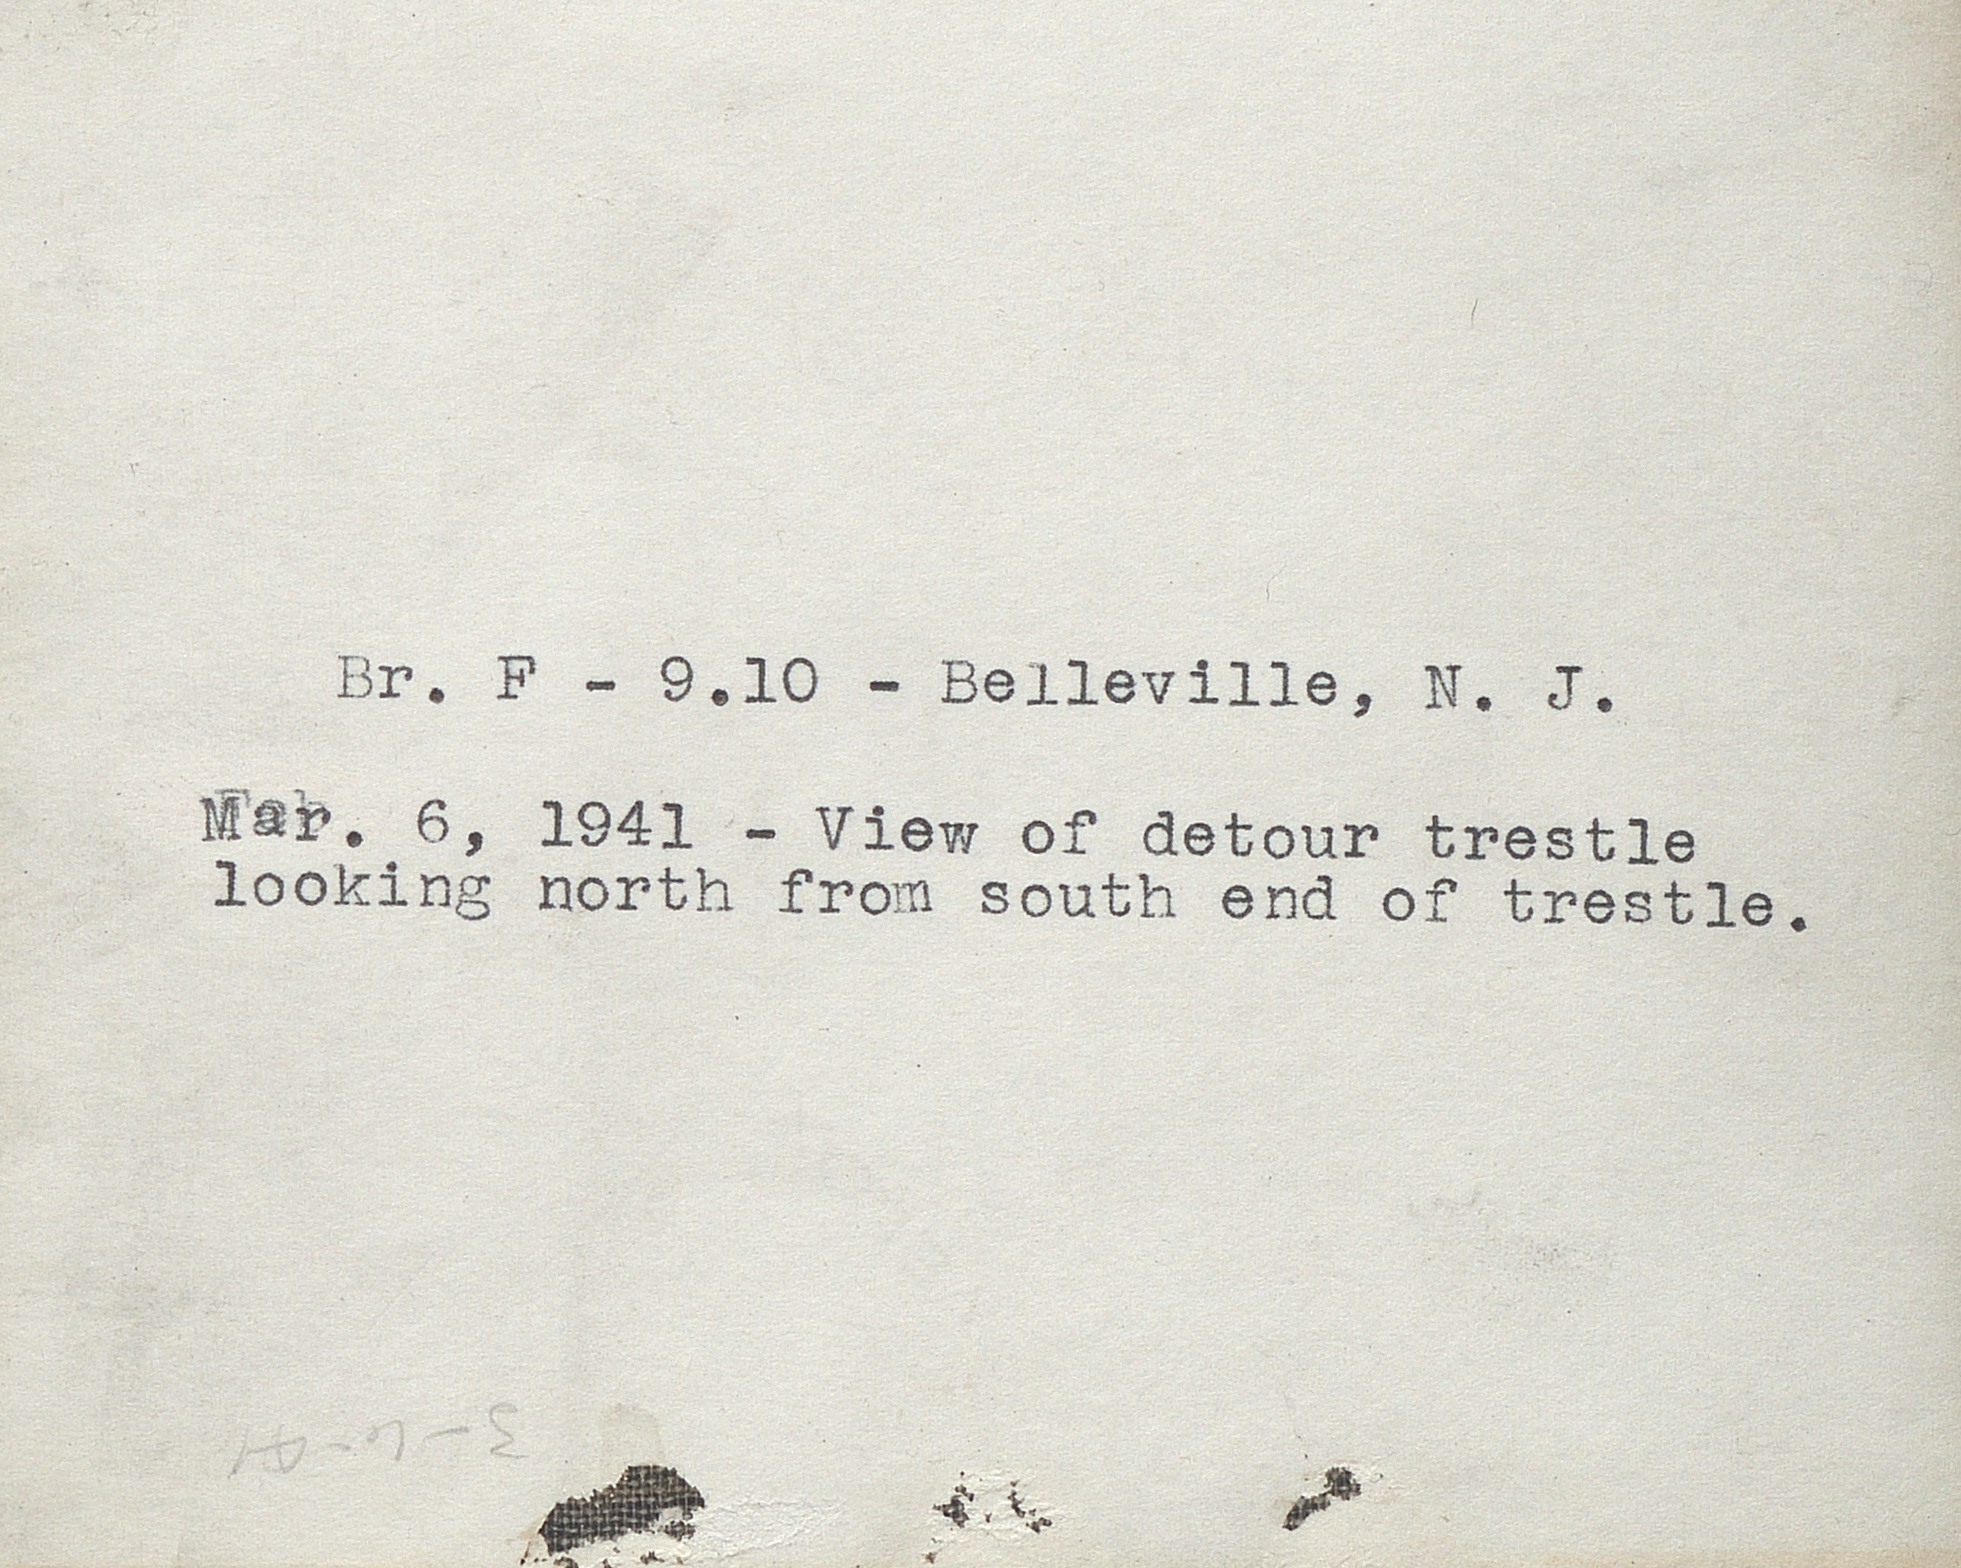 Br. F - 9.10 - Belleville, N. J.
Mar. 6, 1941 - View of detour trestle
looking north from south end of trestle.
3-6-41